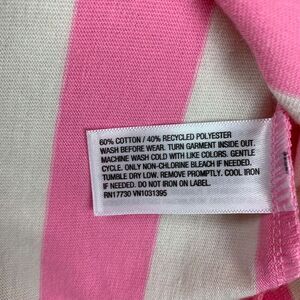 60% COTTON / 40% RECYCLED POLYESTER
WASH BEFORE WEAR. TURN GARMENT INSIDE OUT.
MACHINE WASH COLD WITH LIKE COLORS. GENTLE
CYCLE. ONLY NON-CHLORINE BLEACH IF NEEDED.
TUMBLE DRY LOW. REMOVE PROMPTLY. COOL IRON
IF NEEDED. DO NOT IRON ON LABEL.
RN17730 VN1031395